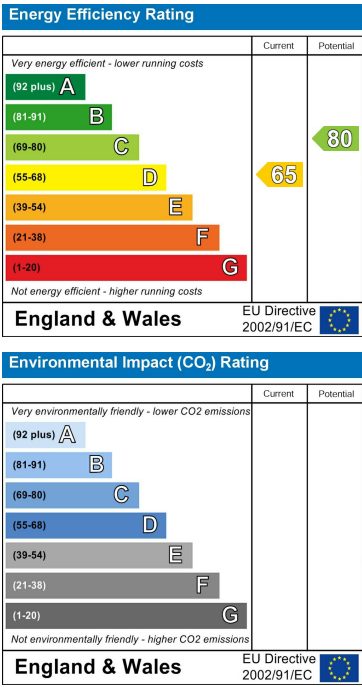 Energy Efficiency Rating
Current Potential
Very energy efficient - lower running costs
(92 plus) A
(81-91) B
(69-80) C
80
(55-68) D
65
(39-54) E
(21-38) F
(1-20) G
Not energy efficient - higher running costs
England & Wales
EU Directive
2002/91/EC
Environmental Impact (CO₂) Rating
Current Potential
Very environmentally friendly - lower CO2 emissions
(92 plus) A
(81-91) B
(69-80) C
(55-68) D
(39-54) E
(21-38) F
(1-20) G
Not environmentally friendly - higher CO2 emissions
England & Wales
EU Directive
2002/91/EC